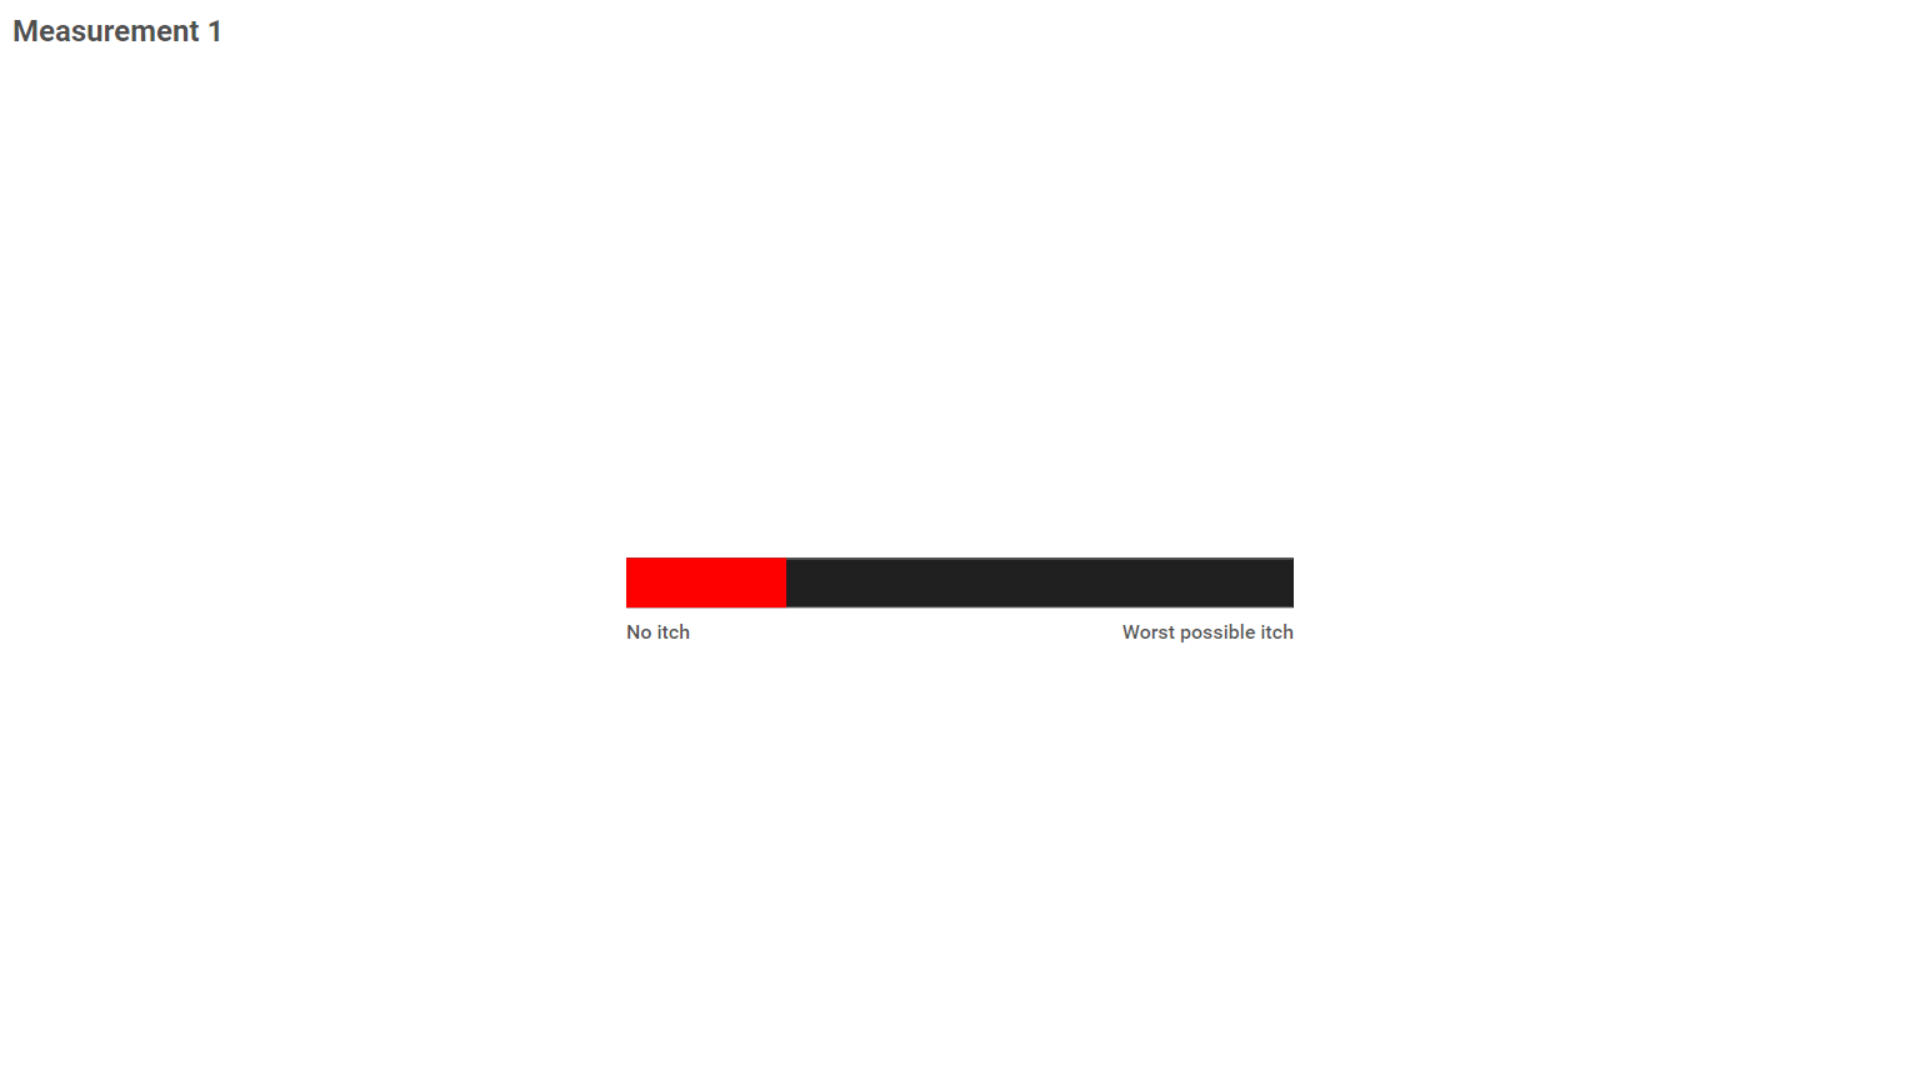 Measurement 1
No itch
Worst possible itch